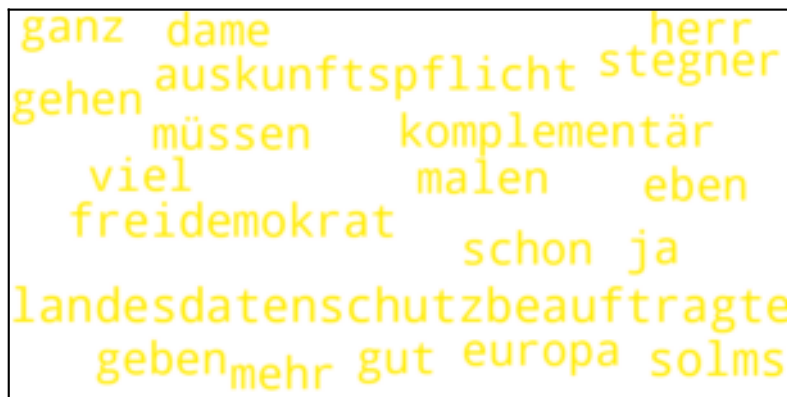 ganz dame herr
auskunftspflicht stegner
gehen
müssen komplementär
viel malen eben
freidemokrat
schon ja
landesdatenschutzbeauftragte
geben mehr gut europa solms